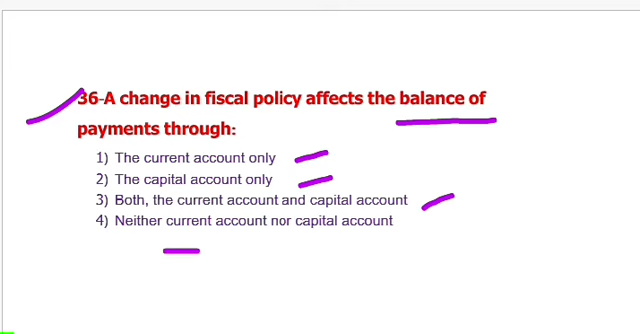 36-A change in fiscal policy affects the balance of
payments through:
1) The current account only
2) The capital account only
3) Both, the current account and capital account
4) Neither current account nor capital account